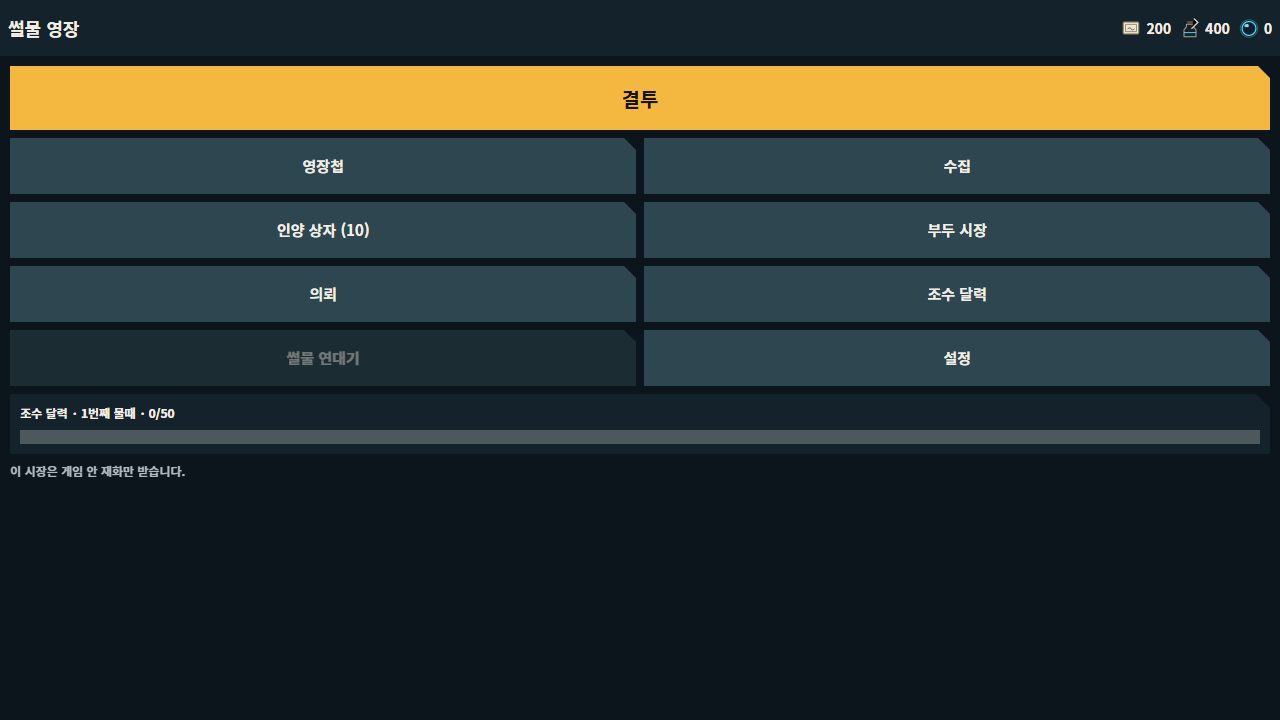 썰물 영장
200 400 0
결투
영장첩
수집
인양 상자 (10)
부두 시장
의뢰
조수 달력
썰물 연대기
설정
조수 달력 · 1번째 물때 · 0/50
이 시장은 게임 안 재화만 받습니다.